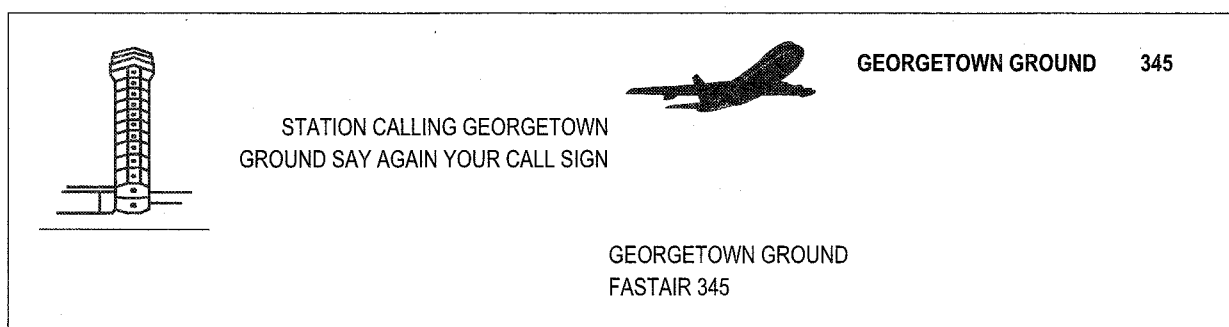 GEORGETOWN GROUND 345
STATION CALLING GEORGETOWN
GROUND SAY AGAIN YOUR CALL SIGN
GEORGETOWN GROUND
FASTAIR 345